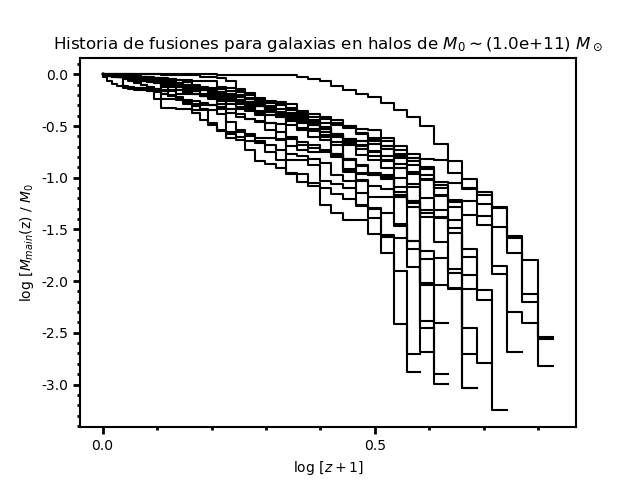 Historia de fusiones para galaxias en halos de M₀ ~ (1.0e+11) M⊙
0.0
-0.5
-1.0
-1.5
-2.0
-2.5
-3.0
log [M_main(z) / M₀
0.0 0.5
log [z + 1]